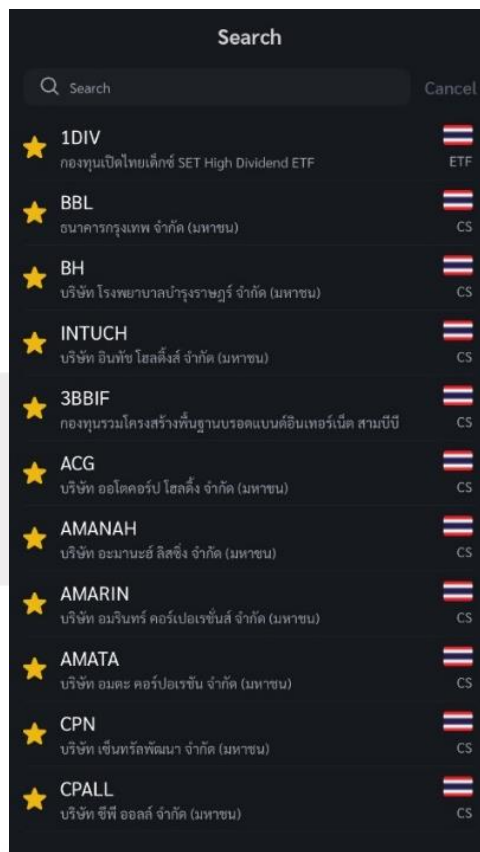 Search
Search
Cancel
1DIV
กองทุนเปิดไทยเด็กซ์ SET High Dividend ETF
ETF
BBL
ธนาคารกรุงเทพ จำกัด (มหาชน)
CS
BH
บริษัท โรงพยาบาลบำรุงราษฎร์ จำกัด (มหาชน)
CS
INTUCH
บริษัท อินทัช โฮลดิ้งส์ จำกัด (มหาชน)
CS
3BBIF
กองทุนรวมโครงสร้างพื้นฐานบรอดแบนด์อินเทอร์เน็ต สามบีบี
CS
ACG
บริษัท ออโตคอร์ป โฮลดิ้ง จำกัด (มหาชน)
CS
AMANAH
บริษัท อะมานะฮ์ ลิสซิ่ง จำกัด (มหาชน)
CS
AMARIN
บริษัท อมรินทร์ คอร์เปอเรชั่นส์ จำกัด (มหาชน)
CS
AMATA
บริษัท อมตะ คอร์ปอเรชัน จำกัด (มหาชน)
CS
CPN
บริษัท เซ็นทรัลพัฒนา จำกัด (มหาชน)
CS
CPALL
บริษัท ซีพี ออลล์ จำกัด (มหาชน)
CS